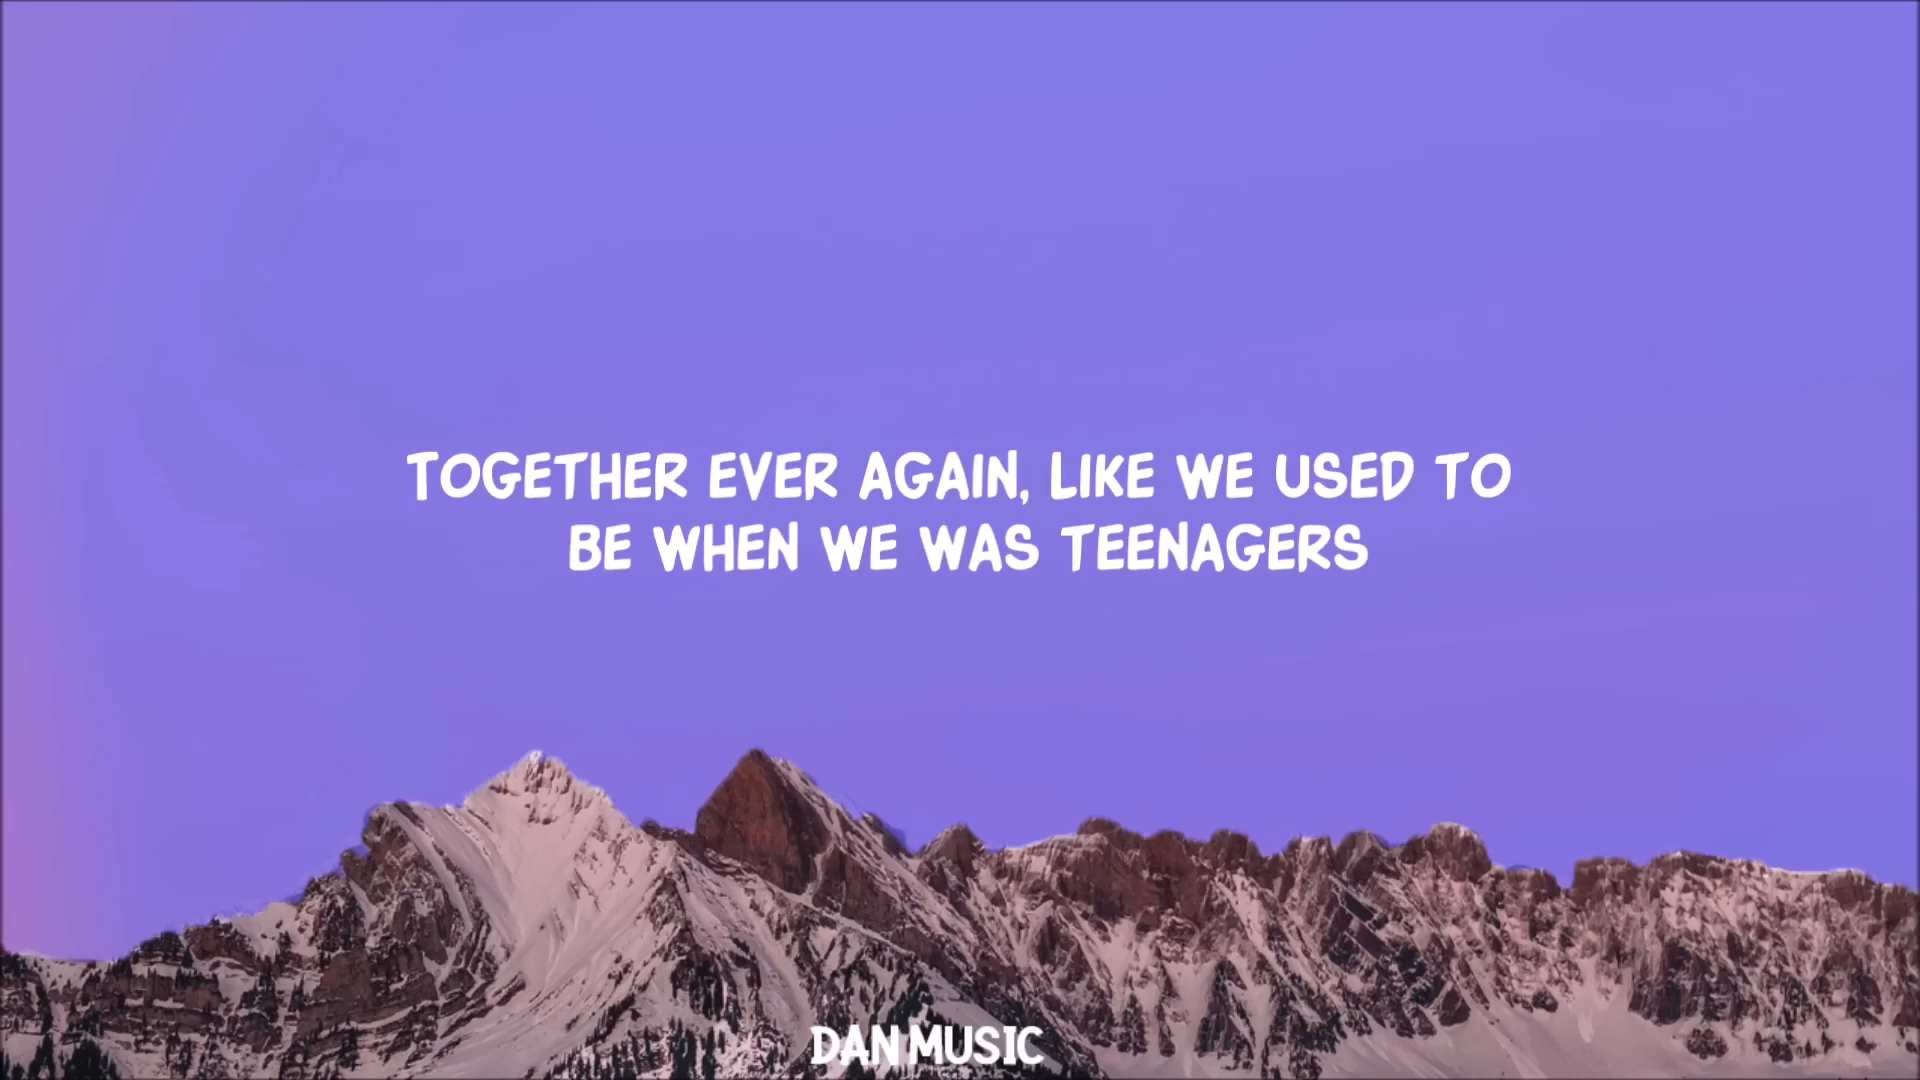 TOGETHER EVER AGAIN, LIKE WE USED TO
BE WHEN WE WAS TEENAGERS
DAN MUSIC